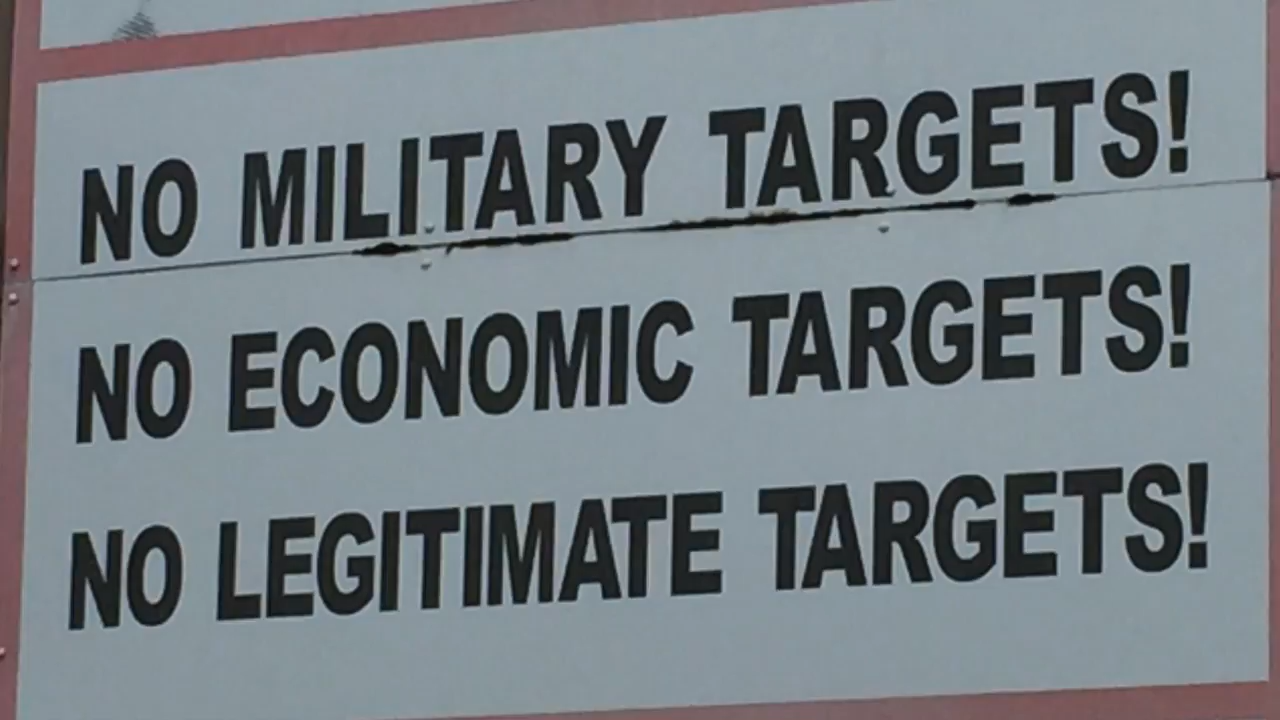 NO MILITARY TARGETS!
NO ECONOMIC TARGETS!
NO LEGITIMATE TARGETS!